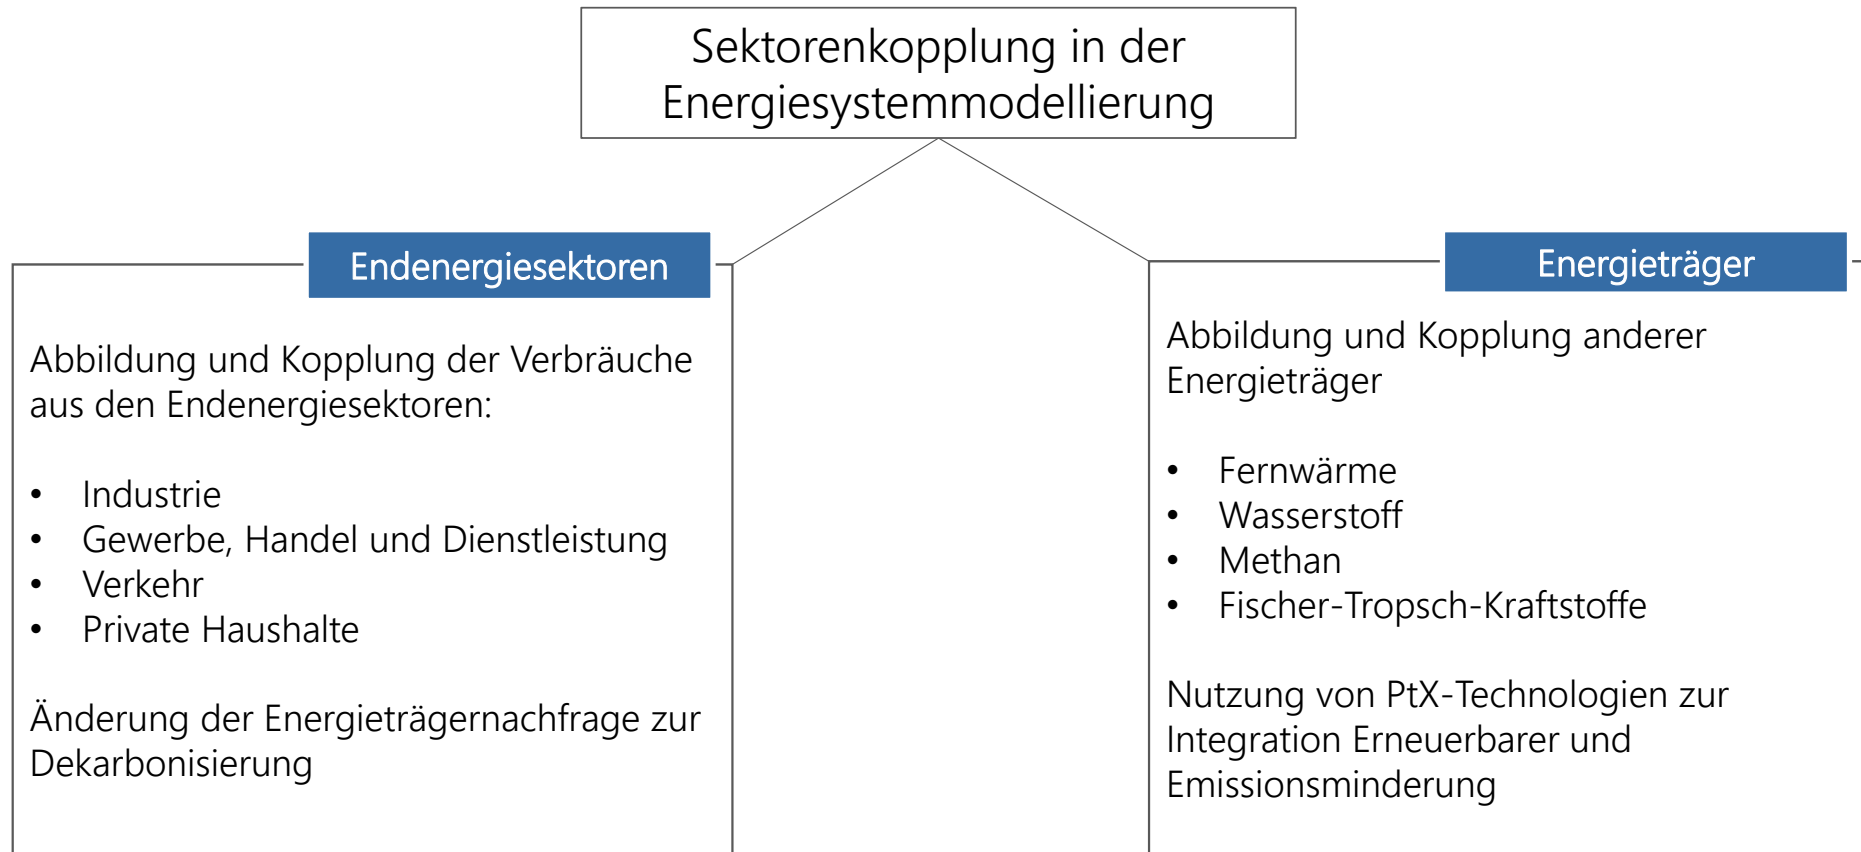 Sektorenkopplung in der
Energiesystemmodellierung
Endenergiesektoren
Abbildung und Kopplung der Verbräuche
aus den Endenergiesektoren:
• Industrie
• Gewerbe, Handel und Dienstleistung
• Verkehr
• Private Haushalte
Änderung der Energieträgernachfrage zur
Dekarbonisierung
Energieträger
Abbildung und Kopplung anderer
Energieträger
• Fernwärme
• Wasserstoff
• Methan
• Fischer-Tropsch-Kraftstoffe
Nutzung von PtX-Technologien zur
Integration Erneuerbarer und
Emissionsminderung